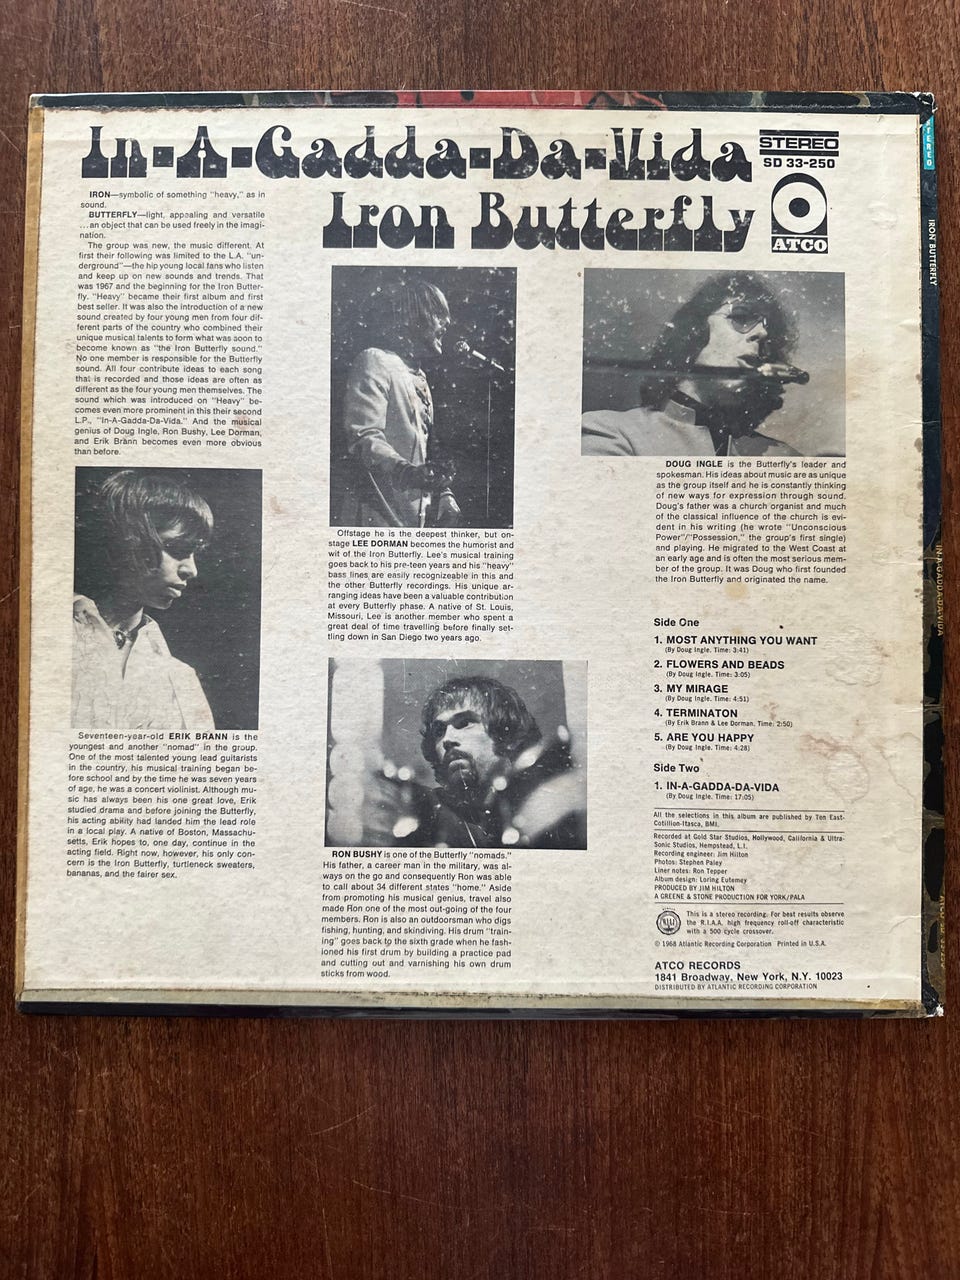 In-A-Gadda-Da-Vida
Iron Butterfly
STEREO
SD 33-250
ATCO
IRON—symbolic of something "heavy," as in
sound.
BUTTERFLY—light, appealing and versatile
...an object that can be used freely in the imagi-
nation.
The group was new, the music different. At
first their following was limited to the L.A. "un-
derground"—the hip young local fans who listen
and keep up on new sounds and trends. That
was 1967 and the beginning for the Iron Butter-
fly. "Heavy" became their first album and first
best seller. It was also the introduction of a new
sound created by four young men from four dif-
ferent parts of the country who combined their
unique musical talents to form what was soon to
become known as "the Iron Butterfly sound."
No one member is responsible for the Butterfly
sound. All four contribute ideas to each song
that is recorded and those ideas are often as
different as the four young men themselves. The
sound which was introduced on "Heavy" be-
comes even more prominent in this their second
L.P., "In-A-Gadda-Da-Vida." And the musical
genius of Doug Ingle, Ron Bushy, Lee Dorman,
and Erik Brann becomes even more obvious
than before.
Seventeen-year-old ERIK BRANN is the
youngest and another "nomad" in the group.
One of the most talented young lead guitarists
in the country, his musical training began be-
fore school and by the time he was seven years
of age, he was a concert violinist. Although mu-
sic has always been his one great love, Erik
studied drama and before joining the Butterfly,
his acting ability had landed him the lead role
in a local play. A native of Boston, Massachu-
setts, Erik hopes to, one day, continue in the
acting field. Right now, however, his only con-
cern is the Iron Butterfly, turtleneck sweaters,
bananas, and the fairer sex.
Offstage he is the deepest thinker, but on-
stage LEE DORMAN becomes the humorist and
wit of the Iron Butterfly. Lee's musical training
goes back to his pre-teen years and his "heavy"
bass lines are easily recognizeable in this and
the other Butterfly recordings. His unique ar-
ranging ideas have been a valuable contribution
at every Butterfly phase. A native of St. Louis,
Missouri, Lee is another member who spent a
great deal of time travelling before finally set-
tling down in San Diego two years ago.
RON BUSHY is one of the Butterfly "nomads."
His father, a career man in the military, was al-
ways on the go and consequently Ron was able
to call about 34 different states "home." Aside
from promoting his musical genius, travel also
made Ron one of the most out-going of the four
members. Ron is also an outdoorsman who digs
fishing, hunting, and skindiving. His drum "train-
ing" goes back to the sixth grade when he fash-
ioned his first drum by building a practice pad
and cutting out and varnishing his own drum
sticks from wood.
DOUG INGLE is the Butterfly's leader and
spokesman. His ideas about music are as unique
as the group itself and he is constantly thinking
of new ways for expression through sound.
Doug's father was a church organist and much
of the classical influence of the church is evi-
dent in his writing (he wrote "Unconscious
Power"/"Possession," the group's first single)
and playing. He migrated to the West Coast at
an early age and is often the most serious mem-
ber of the group. It was Doug who first founded
the Iron Butterfly and originated the name.
Side One
1. MOST ANYTHING YOU WANT
(By Doug Ingle. Time: 3:41)
2. FLOWERS AND BEADS
(By Doug Ingle. Time: 3:05)
3. MY MIRAGE
(By Doug Ingle. Time: 4:51)
4. TERMINATON
(By Erik Brann & Lee Dorman. Time: 2:50)
5. ARE YOU HAPPY
(By Doug Ingle. Time: 4:28)
Side Two
1. IN-A-GADDA-DA-VIDA
(By Doug Ingle. Time: 17:05)
All the selections in this album are published by Ten East-
Cotillion-Itasca, BMI.
Recorded at Gold Star Studios, Hollywood, California & Ultra-
Sonic Studios, Hempstead, L.I.
Recording engineer: Jim Hilton
Photos: Stephen Paley
Liner notes: Ron Tepper
Album design: Loring Eutemey
PRODUCED BY JIM HILTON
A GREENE & STONE PRODUCTION FOR YORK/PALA
This is a stereo recording. For best results observe
the R.I.A.A. high frequency roll-off characteristic
with a 500 cycle crossover.
© 1968 Atlantic Recording Corporation Printed in U.S.A.
ATCO RECORDS
1841 Broadway, New York, N.Y. 10023
DISTRIBUTED BY ATLANTIC RECORDING CORPORATION
STEREO
IRON BUTTERFLY
IN-A-GADDA-DA-VIDA
ATCO SD 33-250